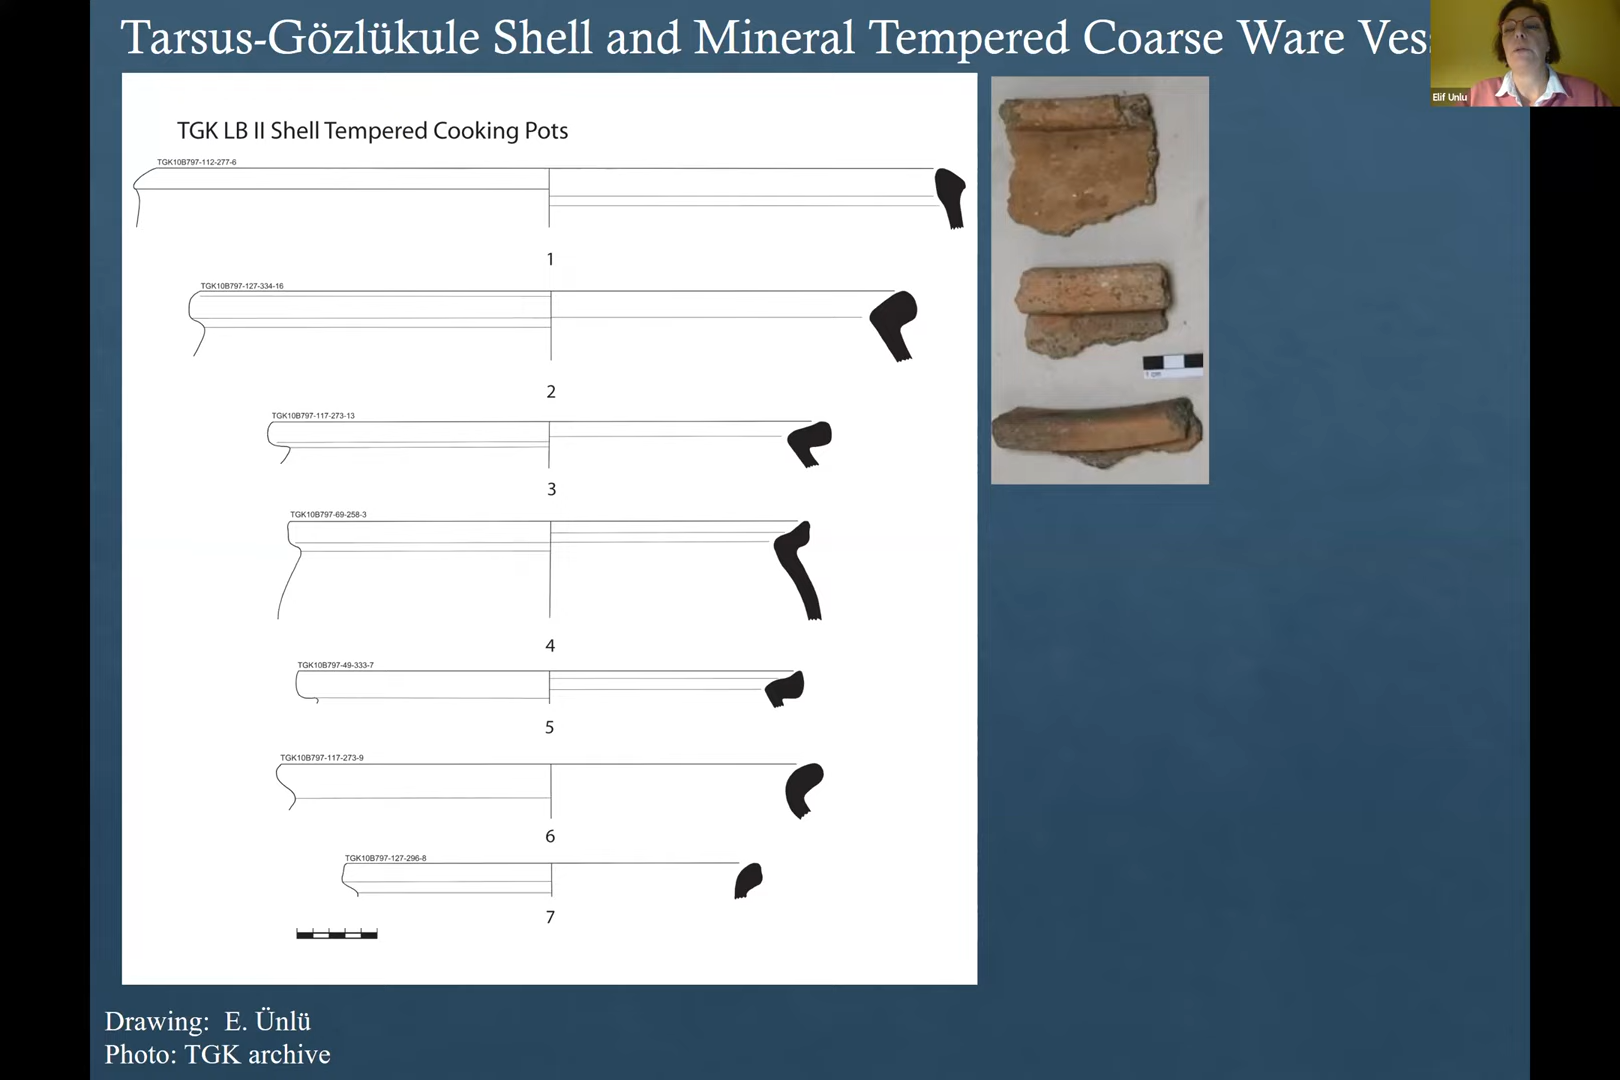 Tarsus-Gözlükule Shell and Mineral Tempered Coarse Ware
Elif Unlu
TGK LB II Shell Tempered Cooking Pots
TGK10B797-112-277-6
1
TGK10B797-127-334-16
2
TGK10B797-117-273-13
3
TGK10B797-69-258-3
4
TGK10B797-49-333-7
5
TGK10B797-117-273-9
6
TGK10B797-127-296-8
7
Drawing: E. Ünlü
Photo: TGK archive